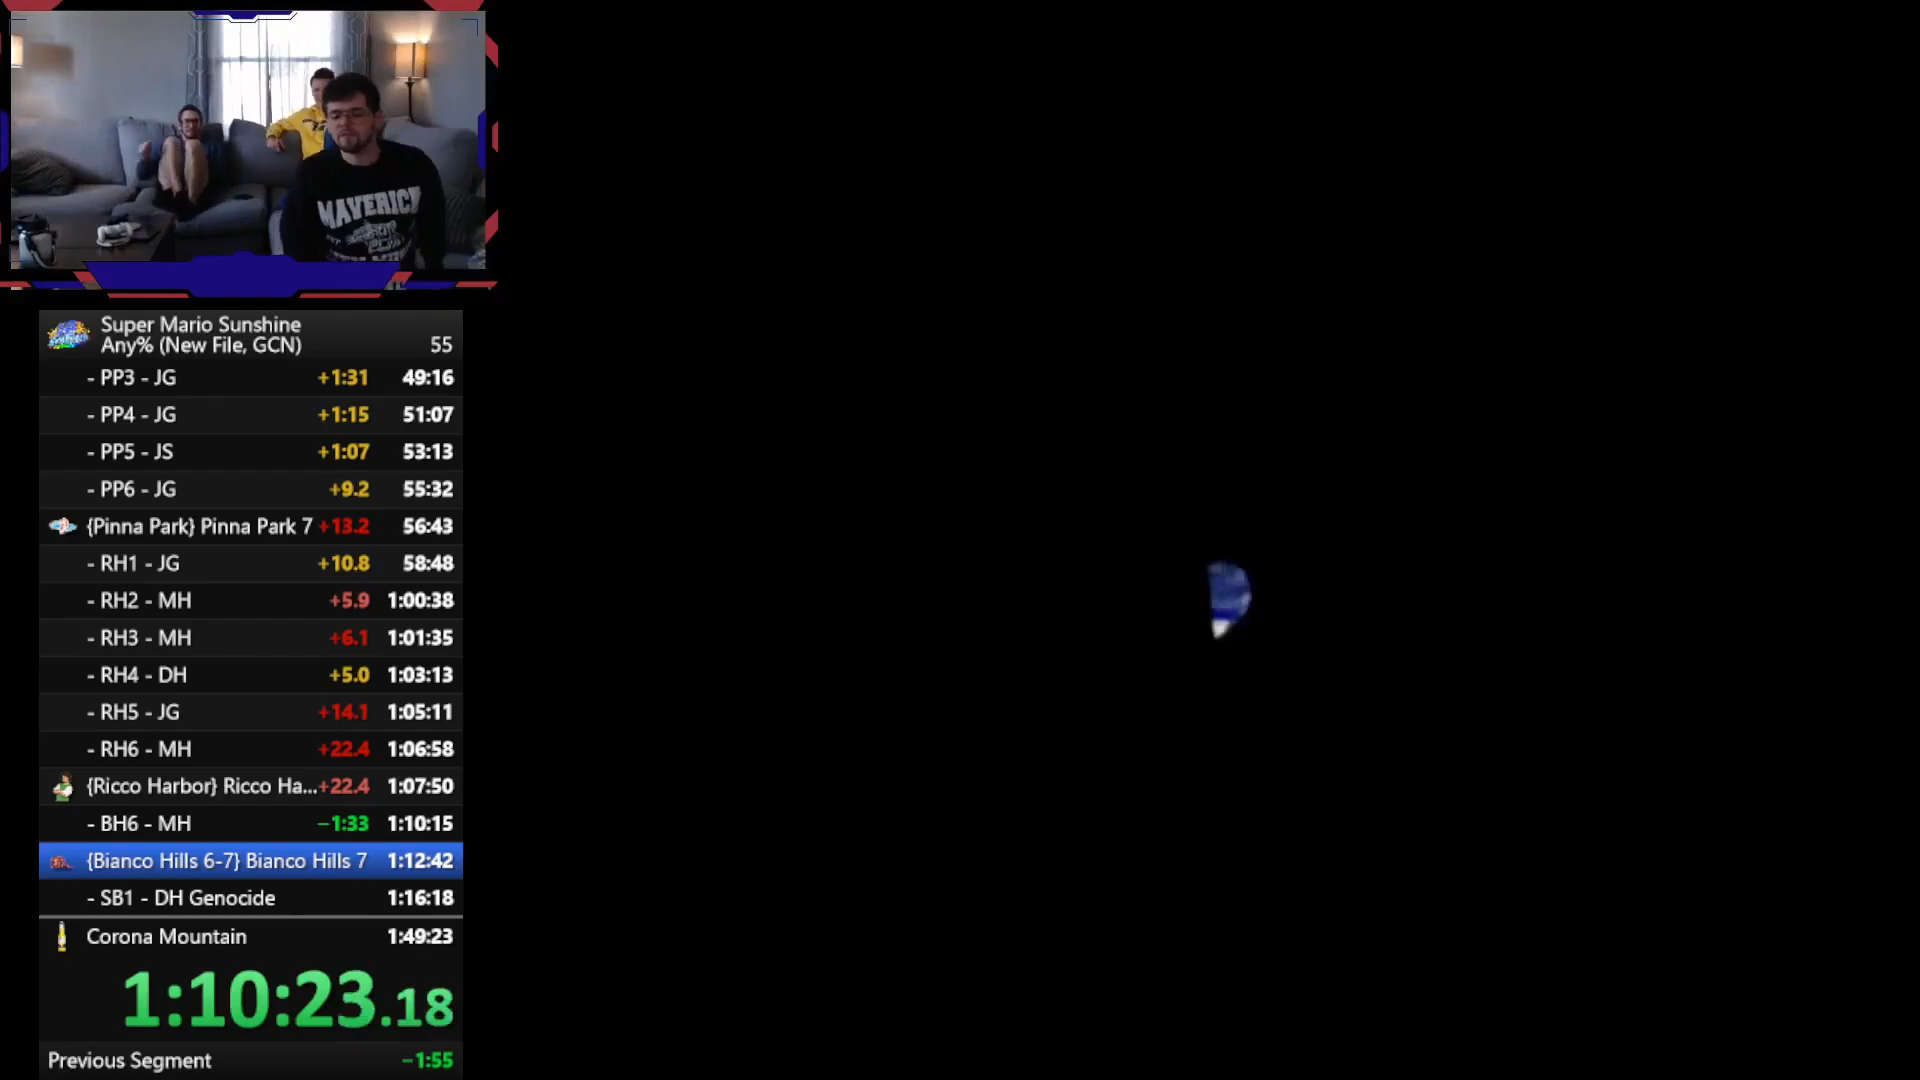 MAVERICK
Super Mario Sunshine
Any% (New File, GCN) 55
- PP3 - JG +1:31 49:16
- PP4 - JG +1:15 51:07
- PP5 - JS +1:07 53:13
- PP6 - JG +9.2 55:32
{Pinna Park} Pinna Park 7 +13.2 56:43
- RH1 - JG +10.8 58:48
- RH2 - MH +5.9 1:00:38
- RH3 - MH +6.1 1:01:35
- RH4 - DH +5.0 1:03:13
- RH5 - JG +14.1 1:05:11
- RH6 - MH +22.4 1:06:58
{Ricco Harbor} Ricco Ha...+22.4 1:07:50
- BH6 - MH −1:33 1:10:15
{Bianco Hills 6-7} Bianco Hills 7 1:12:42
- SB1 - DH Genocide 1:16:18
Corona Mountain 1:49:23
1:10:23.18
Previous Segment −1:55